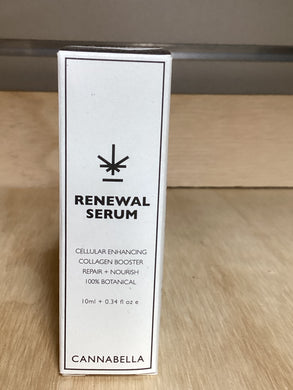 RENEWAL
SERUM
CELLULAR ENHANCING
COLLAGEN BOOSTER
REPAIR + NOURISH
100% BOTANICAL
10ml + 0.34 fl oz e
CANNABELLA